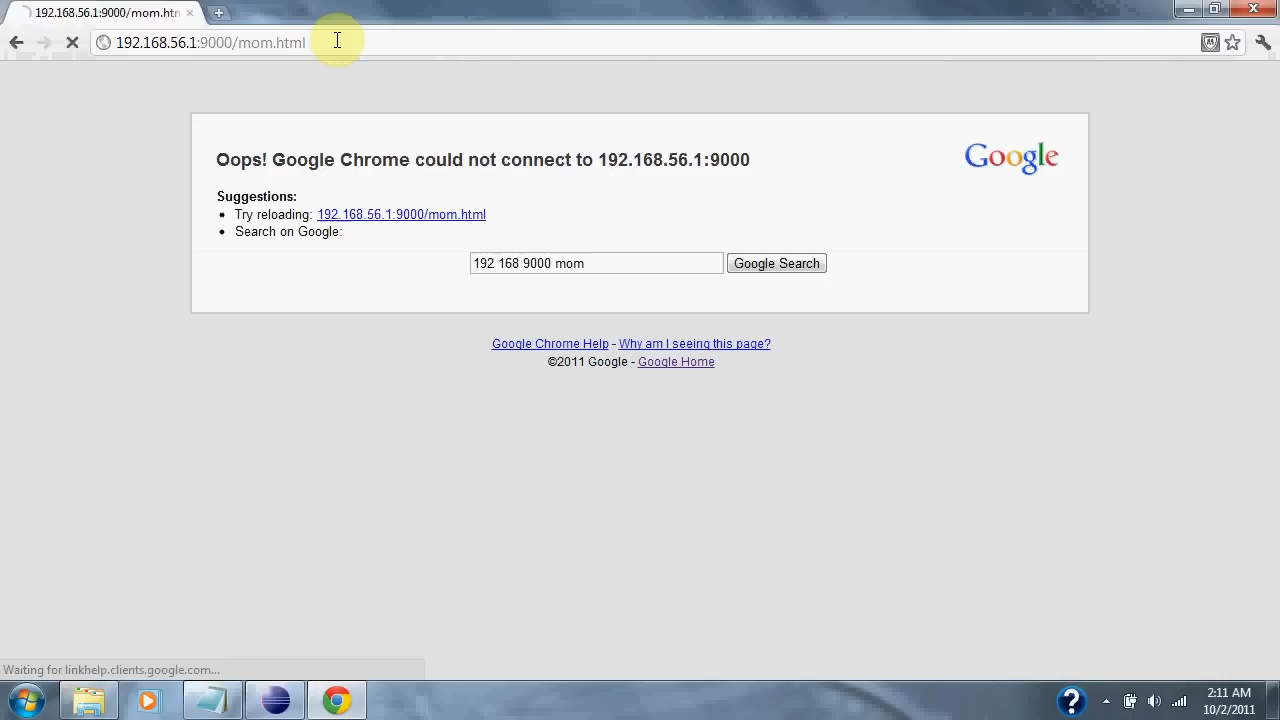 192.168.56.1:9000/mom.htn
192.168.56.1:9000/mom.html
Oops! Google Chrome could not connect to 192.168.56.1:9000
Google
Suggestions:
Try reloading: 192.168.56.1:9000/mom.html
Search on Google:
192 168 9000 mom
Google Search
Google Chrome Help - Why am I seeing this page?
©2011 Google - Google Home
Waiting for linkhelp.clients.google.com...
2:11 AM
10/2/2011